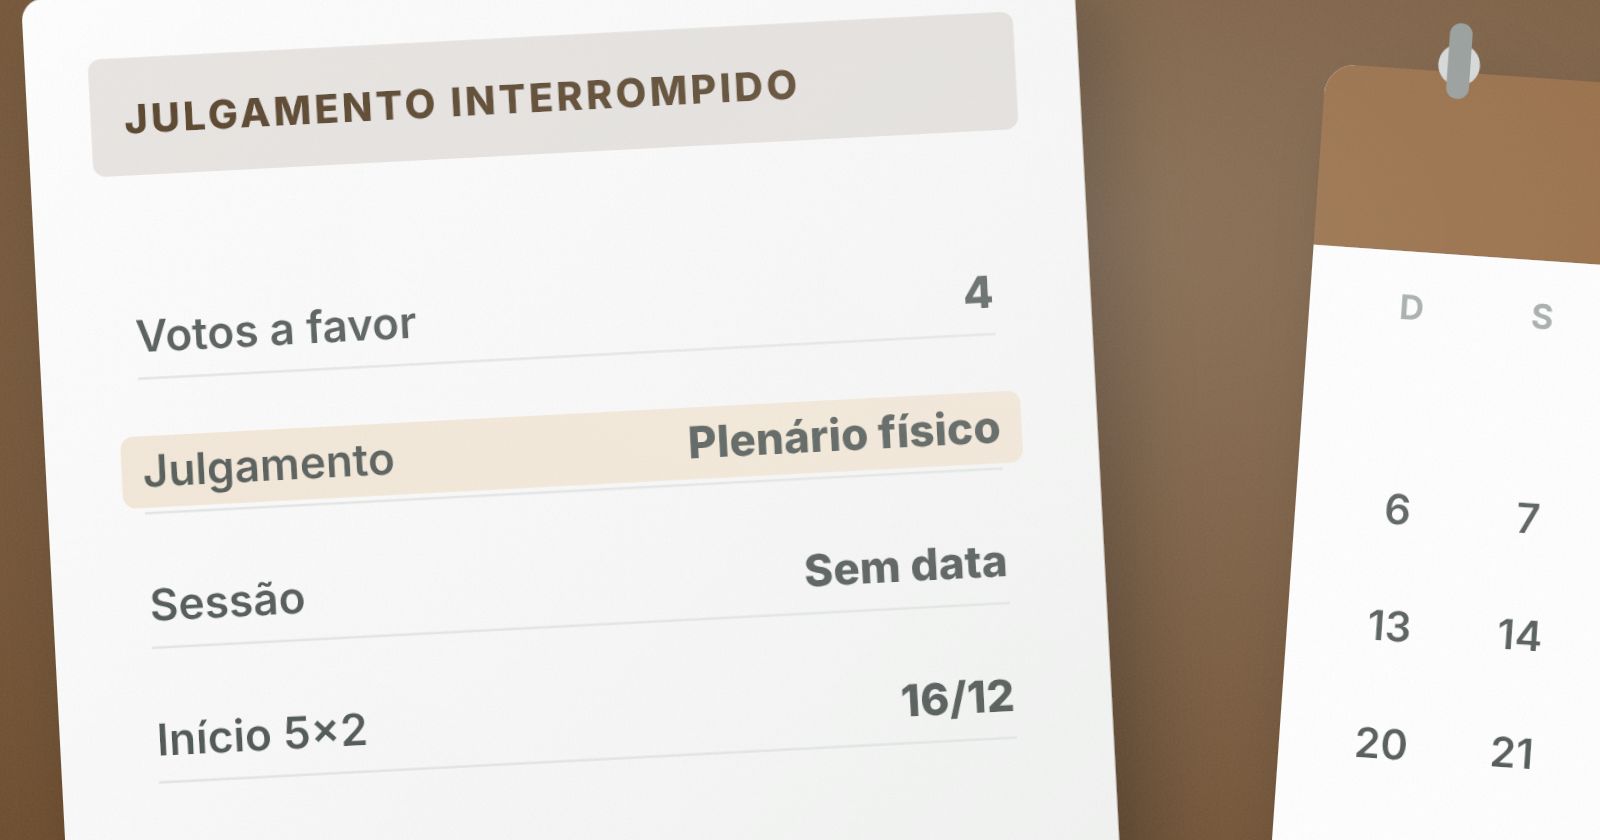 JULGAMENTO INTERROMPIDO
Votos a favor 4
Julgamento Plenário físico
Sessão Sem data
Início 5×2 16/12
D S
6 7
13 14
20 21